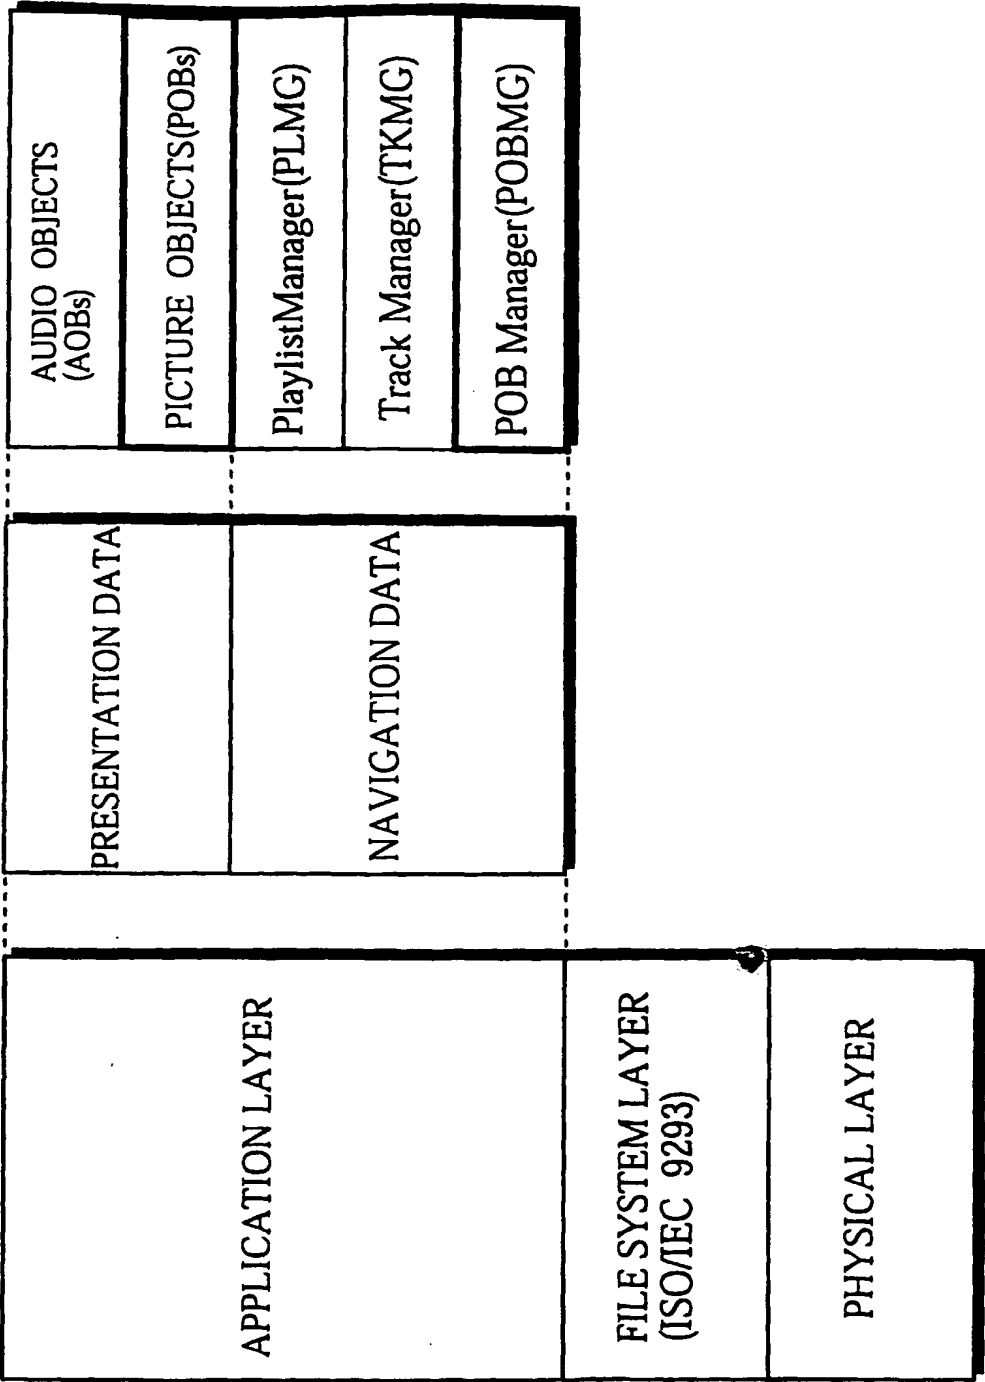 APPLICATION LAYER
FILE SYSTEM LAYER
(ISO/IEC 9293)
PHYSICAL LAYER
PRESENTATION DATA
NAVIGATION DATA
AUDIO OBJECTS
(AOBs)
PICTURE OBJECTS(POBs)
PlaylistManager(PLMG)
Track Manager(TKMG)
POB Manager(POBMG)